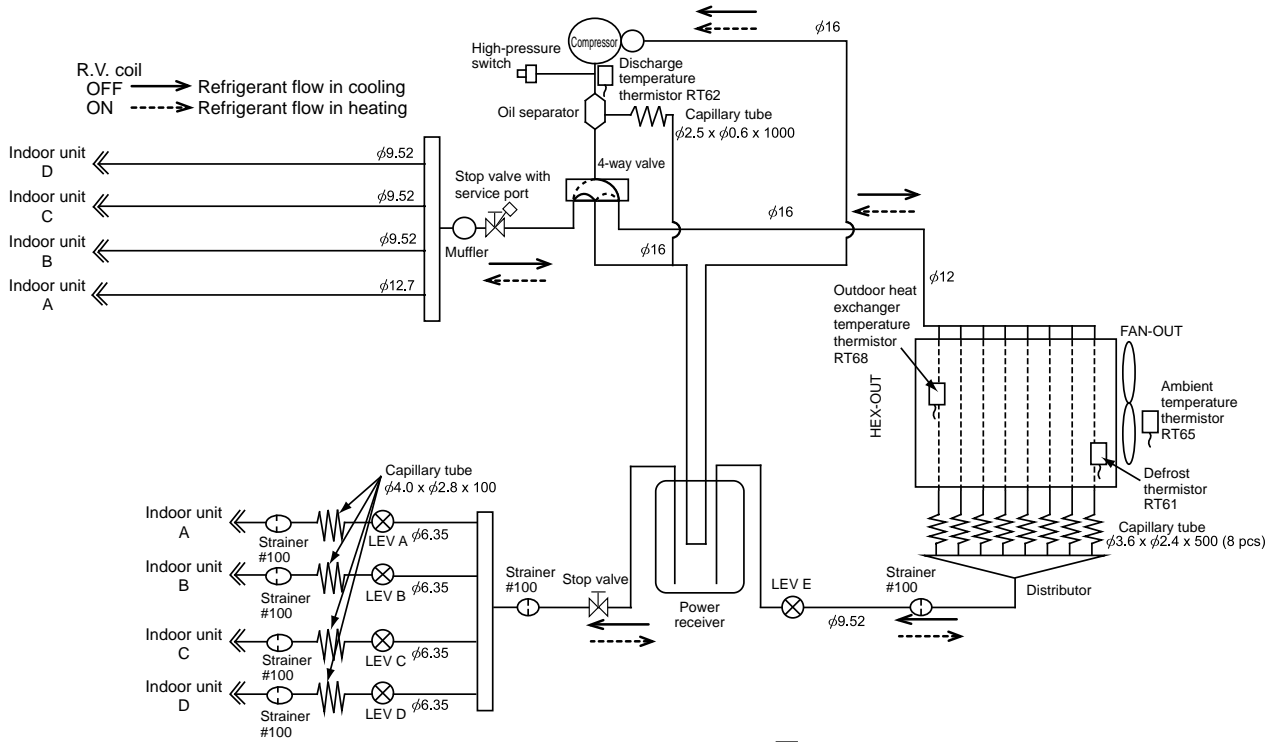 R.V. coil
OFF Refrigerant flow in cooling
ON Refrigerant flow in heating
High-pressure
switch
Compressor
Discharge
temperature
thermistor RT62
Oil separator
Capillary tube
ϕ2.5 x ϕ0.6 x 1000
4-way valve
ϕ16
ϕ16
ϕ16
ϕ12
Indoor unit
D
ϕ9.52
Indoor unit
C
ϕ9.52
Indoor unit
B
ϕ9.52
Indoor unit
A
ϕ12.7
Stop valve with
service port
Muffler
Outdoor heat
exchanger
temperature
thermistor
RT68
HEX-OUT
FAN-OUT
Ambient
temperature
thermistor
RT65
Defrost
thermistor
RT61
Capillary tube
ϕ3.6 x ϕ2.4 x 500 (8 pcs)
Distributor
Capillary tube
ϕ4.0 x ϕ2.8 x 100
Indoor unit
A
Strainer
#100
LEV A
ϕ6.35
Indoor unit
B
Strainer
#100
LEV B
ϕ6.35
Indoor unit
C
Strainer
#100
LEV C
ϕ6.35
Indoor unit
D
Strainer
#100
LEV D
ϕ6.35
Strainer
#100
Stop valve
Power
receiver
LEV E
ϕ9.52
Strainer
#100